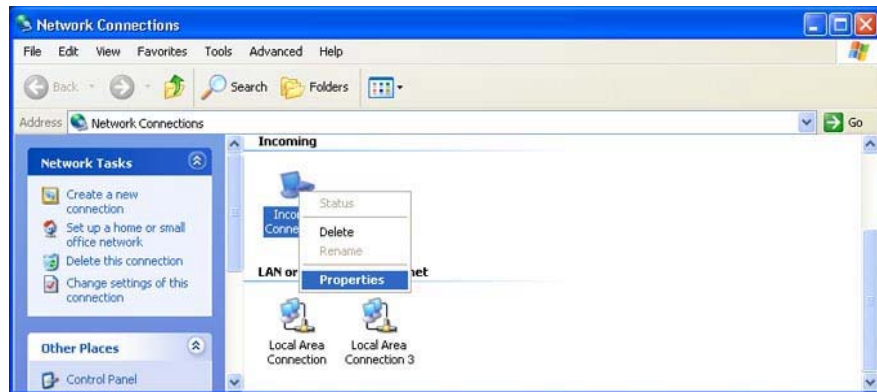 Network Connections
File Edit View Favorites Tools Advanced Help
Back Search Folders
Address Network Connections Go
Network Tasks
Create a new
connection
Set up a home or small
office network
Delete this connection
Change settings of this
connection
Other Places
Control Panel
Incoming
Status
Delete
Rename
Properties
LAN or
Local Area
Connection
Local Area
Connection 3